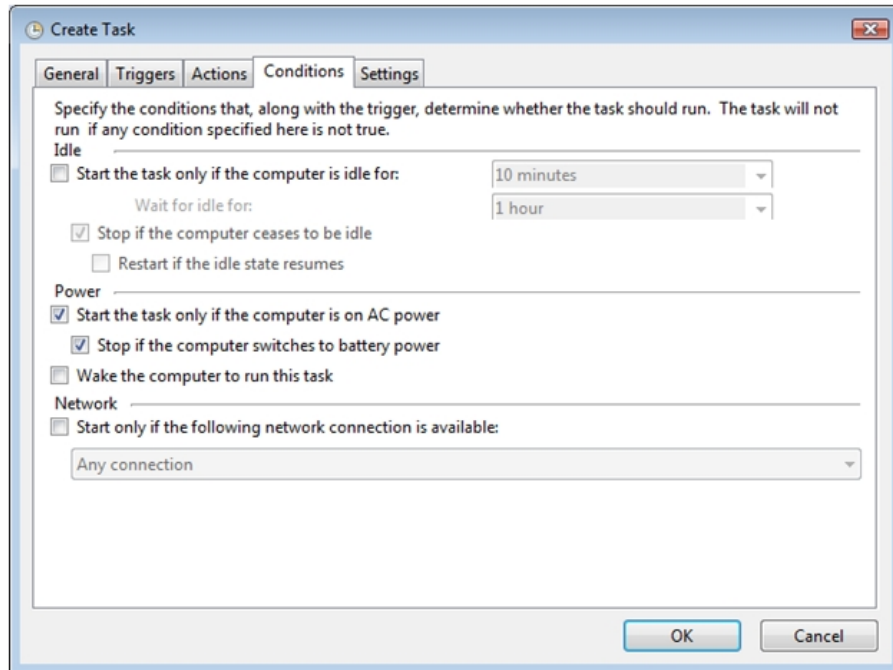 Create Task
General Triggers Actions Conditions Settings
Specify the conditions that, along with the trigger, determine whether the task should run. The task will not
run if any condition specified here is not true.
Idle
Start the task only if the computer is idle for: 10 minutes
Wait for idle for: 1 hour
Stop if the computer ceases to be idle
Restart if the idle state resumes
Power
Start the task only if the computer is on AC power
Stop if the computer switches to battery power
Wake the computer to run this task
Network
Start only if the following network connection is available:
Any connection
OK Cancel